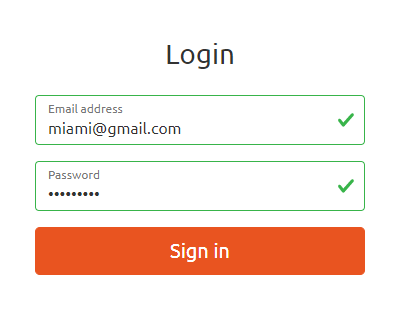 Login
Email address
miami@gmail.com
Password
•••••••••
Sign in